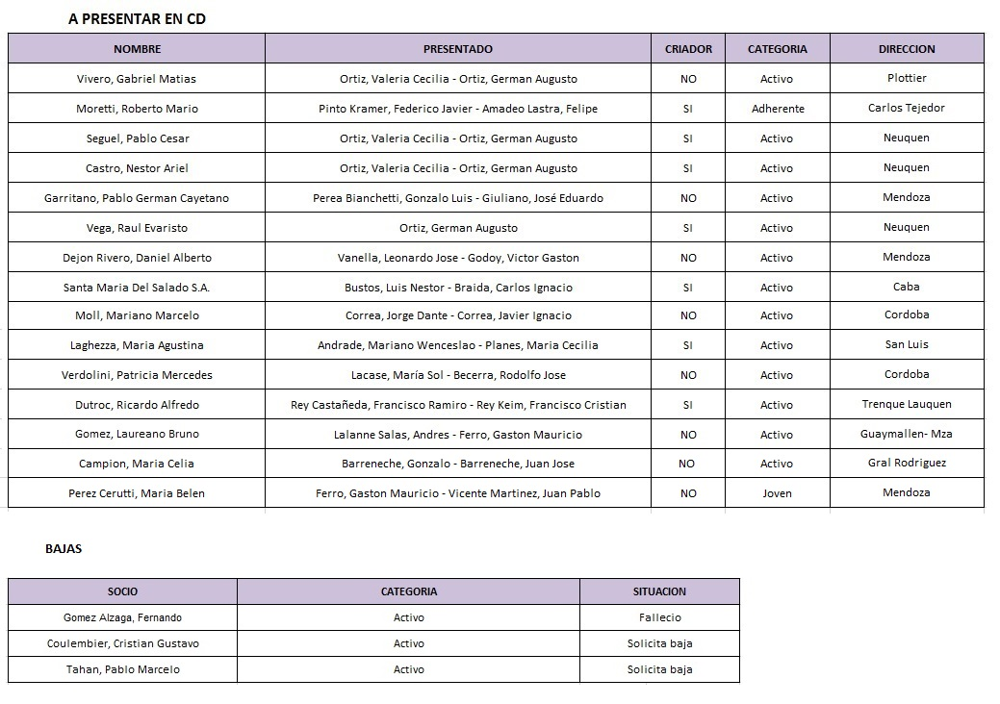 A PRESENTAR EN CD
NOMBRE PRESENTADO CRIADOR CATEGORIA DIRECCION
Vivero, Gabriel Matias Ortiz, Valeria Cecilia - Ortiz, German Augusto NO Activo Plottier
Moretti, Roberto Mario Pinto Kramer, Federico Javier - Amadeo Lastra, Felipe SI Adherente Carlos Tejedor
Seguel, Pablo Cesar Ortiz, Valeria Cecilia - Ortiz, German Augusto SI Activo Neuquen
Castro, Nestor Ariel Ortiz, Valeria Cecilia - Ortiz, German Augusto SI Activo Neuquen
Garritano, Pablo German Cayetano Perea Bianchetti, Gonzalo Luis - Giuliano, José Eduardo NO Activo Mendoza
Vega, Raul Evaristo Ortiz, German Augusto SI Activo Neuquen
Dejon Rivero, Daniel Alberto Vanella, Leonardo Jose - Godoy, Victor Gaston NO Activo Mendoza
Santa Maria Del Salado S.A. Bustos, Luis Nestor - Braida, Carlos Ignacio SI Activo Caba
Moll, Mariano Marcelo Correa, Jorge Dante - Correa, Javier Ignacio NO Activo Cordoba
Laghezza, Maria Agustina Andrade, Mariano Wenceslao - Planes, Maria Cecilia SI Activo San Luis
Verdolini, Patricia Mercedes Lacase, María Sol - Becerra, Rodolfo Jose NO Activo Cordoba
Dutroc, Ricardo Alfredo Rey Castañeda, Francisco Ramiro - Rey Keim, Francisco Cristian SI Activo Trenque Lauquen
Gomez, Laureano Bruno Lalanne Salas, Andres - Ferro, Gaston Mauricio NO Activo Guaymallen- Mza
Campion, Maria Celia Barreneche, Gonzalo - Barreneche, Juan Jose NO Activo Gral Rodriguez
Perez Cerutti, Maria Belen Ferro, Gaston Mauricio - Vicente Martinez, Juan Pablo NO Joven Mendoza
BAJAS
SOCIO CATEGORIA SITUACION
Gomez Alzaga, Fernando Activo Fallecio
Coulembier, Cristian Gustavo Activo Solicita baja
Tahan, Pablo Marcelo Activo Solicita baja